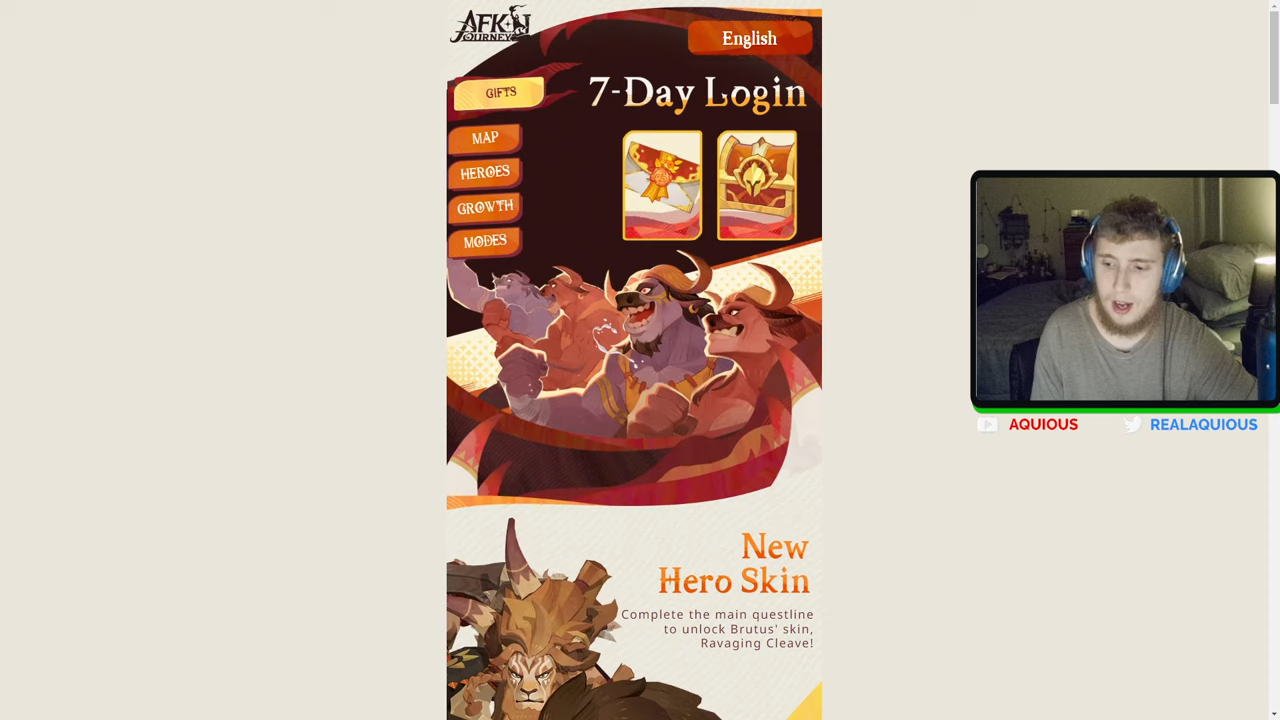 AFK
JOURNEY
English
GIFTS
7-Day Login
MAP
HEROES
GROWTH
MODES
AQUIOUS
REALAQUIOUS
New
Hero Skin
Complete the main questline
to unlock Brutus' skin,
Ravaging Cleave!